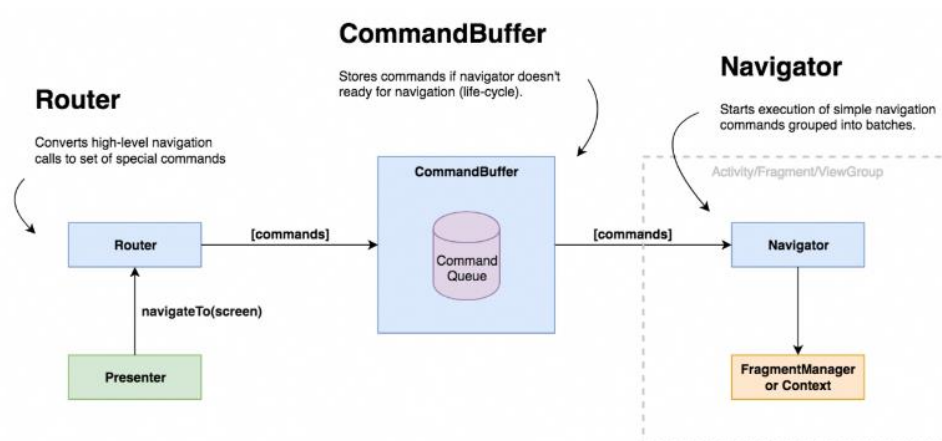 CommandBuffer
Stores commands if navigator doesn't
ready for navigation (life-cycle).
Navigator
Starts execution of simple navigation
commands grouped into batches.
Router
Converts high-level navigation
calls to set of special commands
Activity/Fragment/ViewGroup
CommandBuffer
Router
[commands]
Command
Queue
[commands]
Navigator
navigateTo(screen)
Presenter
FragmentManager
or Context